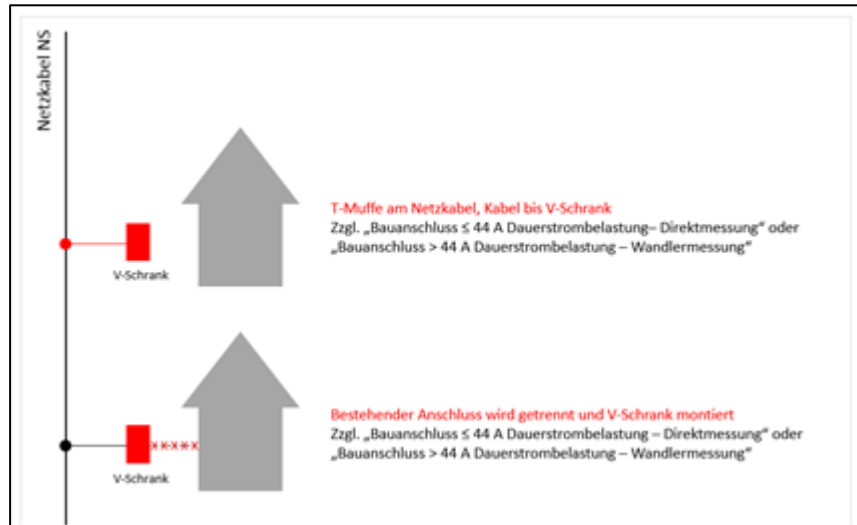 Netzkabel NS
T-Muffe am Netzkabel, Kabel bis V-Schrank
Zzgl. „Bauanschluss ≤ 44 A Dauerstrombelastung– Direktmessung“ oder
„Bauanschluss > 44 A Dauerstrombelastung – Wandlermessung“
V-Schrank
Bestehender Anschluss wird getrennt und V-Schrank montiert
Zzgl. „Bauanschluss ≤ 44 A Dauerstrombelastung – Direktmessung“ oder
„Bauanschluss > 44 A Dauerstrombelastung – Wandlermessung“
V-Schrank